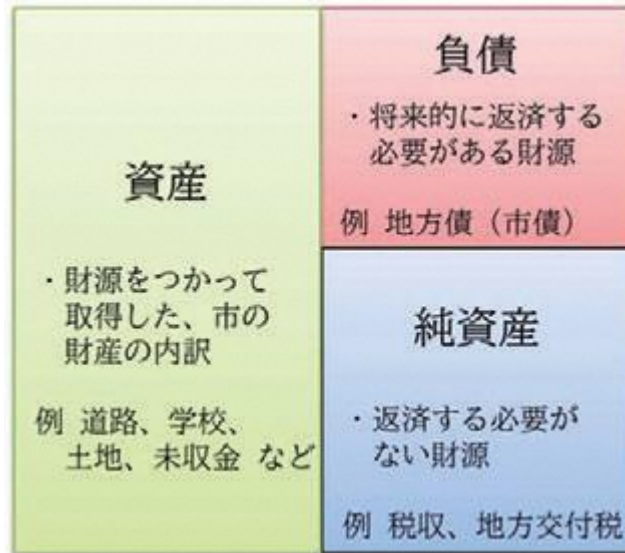 資産
・財源をつかって
取得した、市の
財産の内訳
例 道路、学校、
土地、未収金 など
負債
・将来的に返済する
必要がある財源
例 地方債（市債）
純資産
・返済する必要が
ない財源
例 税収、地方交付税